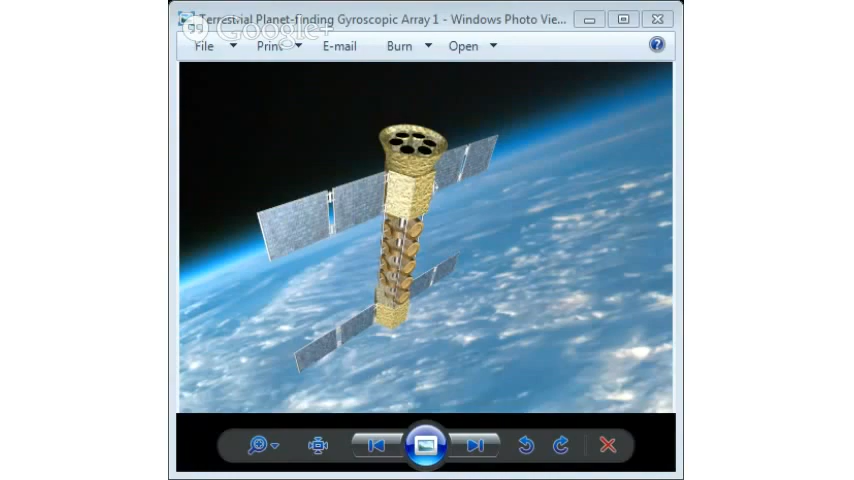 Terrestrial Planet-finding Gyroscopic Array 1 - Windows Photo Vie...
Google+
File Print E-mail Burn Open